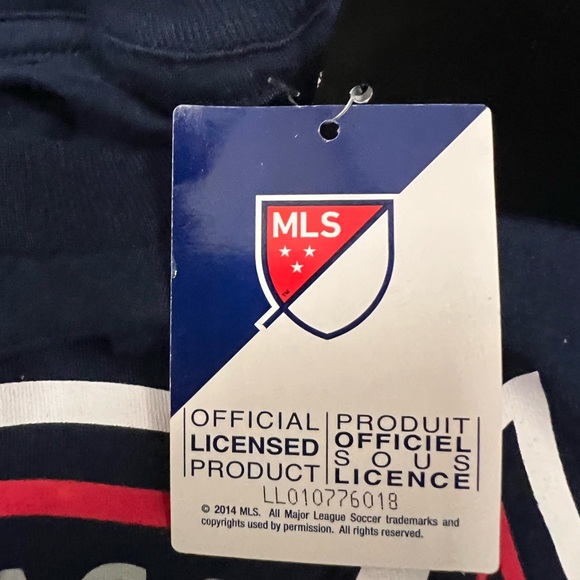 MLS
TM
OFFICIAL
LICENSED
PRODUCT
PRODUIT
OFFICIEL
SOUS
LICENCE
LL010776018
© 2014 MLS. All Major League Soccer trademarks and
copyrights used by permission. All rights reserved.